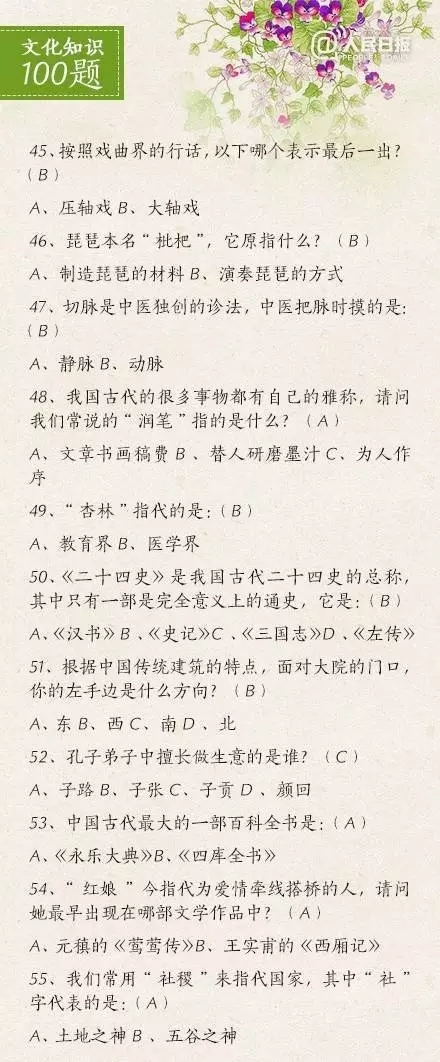 文化知识
100题
@人民日报
PEOPLE'S DAILY
45、按照戏曲界的行话,以下哪个表示最后一出?
(B)
A、压轴戏 B、大轴戏
46、琵琶本名“枇杷”,它原指什么?(B)
A、制造琵琶的材料 B、演奏琵琶的方式
47、切脉是中医独创的诊法,中医把脉时摸的是:
(B)
A、静脉 B、动脉
48、我国古代的很多事物都有自己的雅称,请问
我们常说的“润笔”指的是什么?(A)
A、文章书画稿费 B、替人研磨墨汁 C、为人作
序
49、“杏林”指代的是:(B)
A、教育界 B、医学界
50、《二十四史》是我国古代二十四史的总称,
其中只有一部是完全意义上的通史,它是:(B)
A、《汉书》B、《史记》C、《三国志》D、《左传》
51、根据中国传统建筑的特点,面对大院的门口,
你的左手边是什么方向?(B)
A、东 B、西 C、南 D、北
52、孔子弟子中擅长做生意的是谁?(C)
A、子路 B、子张 C、子贡 D、颜回
53、中国古代最大的一部百科全书是:(A)
A、《永乐大典》B、《四库全书》
54、“红娘”今指代为爱情牵线搭桥的人,请问
她最早出现在哪部文学作品中?(A)
A、元稹的《莺莺传》B、王实甫的《西厢记》
55、我们常用“社稷”来指代国家,其中“社”
字代表的是:(A)
A、土地之神 B、五谷之神